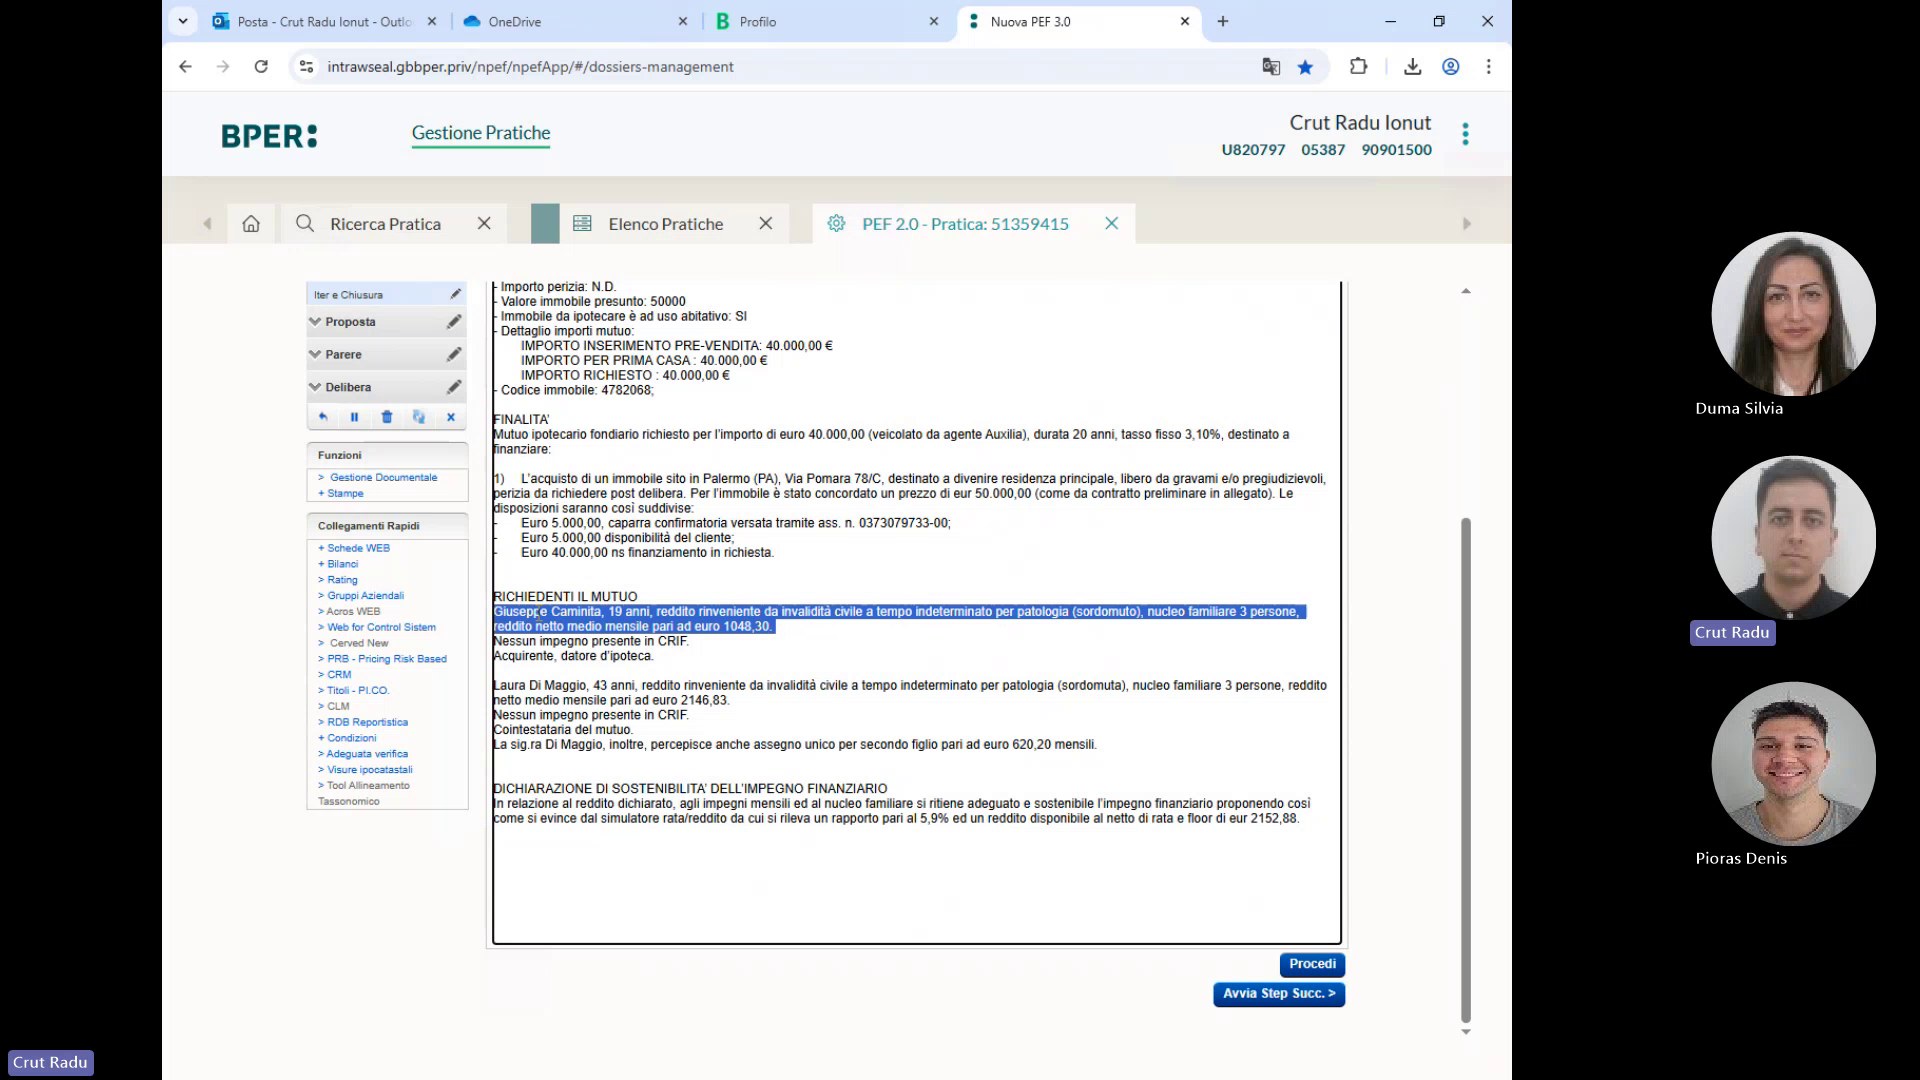 Posta - Crut Radu Ionut - Outlo
OneDrive
Profilo
Nuova PEF 3.0
intrawseal.gbbper.priv/npef/npefApp/#/dossiers-management
BPER:
Gestione Pratiche
Crut Radu Ionut
U820797 05387 90901500
Ricerca Pratica
Elenco Pratiche
PEF 2.0 - Pratica: 51359415
Iter e Chiusura
Proposta
Parere
Delibera
Funzioni
> Gestione Documentale
+ Stampe
Collegamenti Rapidi
+ Schede WEB
+ Bilanci
> Rating
> Gruppi Aziendali
> Acros WEB
> Web for Control Sistem
> Cerved New
> PRB - Pricing Risk Based
> CRM
> Titoli - PI.CO.
> CLM
> RDB Reportistica
+ Condizioni
> Adeguata verifica
> Visure ipocatastali
> Tool Allineamento
Tassonomico
- Importo perizia: N.D.
- Valore immobile presunto: 50000
- Immobile da ipotecare è ad uso abitativo: SI
- Dettaglio importi mutuo:
IMPORTO INSERIMENTO PRE-VENDITA: 40.000,00 €
IMPORTO PER PRIMA CASA : 40.000,00 €
IMPORTO RICHIESTO : 40.000,00 €
- Codice immobile: 4782068;
FINALITA'
Mutuo ipotecario fondiario richiesto per l'importo di euro 40.000,00 (veicolato da agente Auxilia), durata 20 anni, tasso fisso 3,10%, destinato a
finanziare:
1) L'acquisto di un immobile sito in Palermo (PA), Via Pomara 78/C, destinato a divenire residenza principale, libero da gravami e/o pregiudizievoli,
perizia da richiedere post delibera. Per l'immobile è stato concordato un prezzo di eur 50.000,00 (come da contratto preliminare in allegato). Le
disposizioni saranno così suddivise:
- Euro 5.000,00, caparra confirmatoria versata tramite ass. n. 0373079733-00;
- Euro 5.000,00 disponibilità del cliente;
- Euro 40.000,00 ns finanziamento in richiesta.
RICHIEDENTI IL MUTUO
Giuseppe Caminita, 19 anni, reddito rinveniente da invalidità civile a tempo indeterminato per patologia (sordomuto), nucleo familiare 3 persone,
reddito netto medio mensile pari ad euro 1048,30.
Nessun impegno presente in CRIF.
Acquirente, datore d'ipoteca.
Laura Di Maggio, 43 anni, reddito rinveniente da invalidità civile a tempo indeterminato per patologia (sordomuta), nucleo familiare 3 persone, reddito
netto medio mensile pari ad euro 2146,83.
Nessun impegno presente in CRIF.
Cointestataria del mutuo.
La sig.ra Di Maggio, inoltre, percepisce anche assegno unico per secondo figlio pari ad euro 620,20 mensili.
DICHIARAZIONE DI SOSTENIBILITA' DELL'IMPEGNO FINANZIARIO
In relazione al reddito dichiarato, agli impegni mensili ed al nucleo familiare si ritiene adeguato e sostenibile l'impegno finanziario proponendo così
come si evince dal simulatore rata/reddito da cui si rileva un rapporto pari al 5,9% ed un reddito disponibile al netto di rata e floor di eur 2152,88.
Procedi
Avvia Step Succ. >
Duma Silvia
Crut Radu
Pioras Denis
Crut Radu